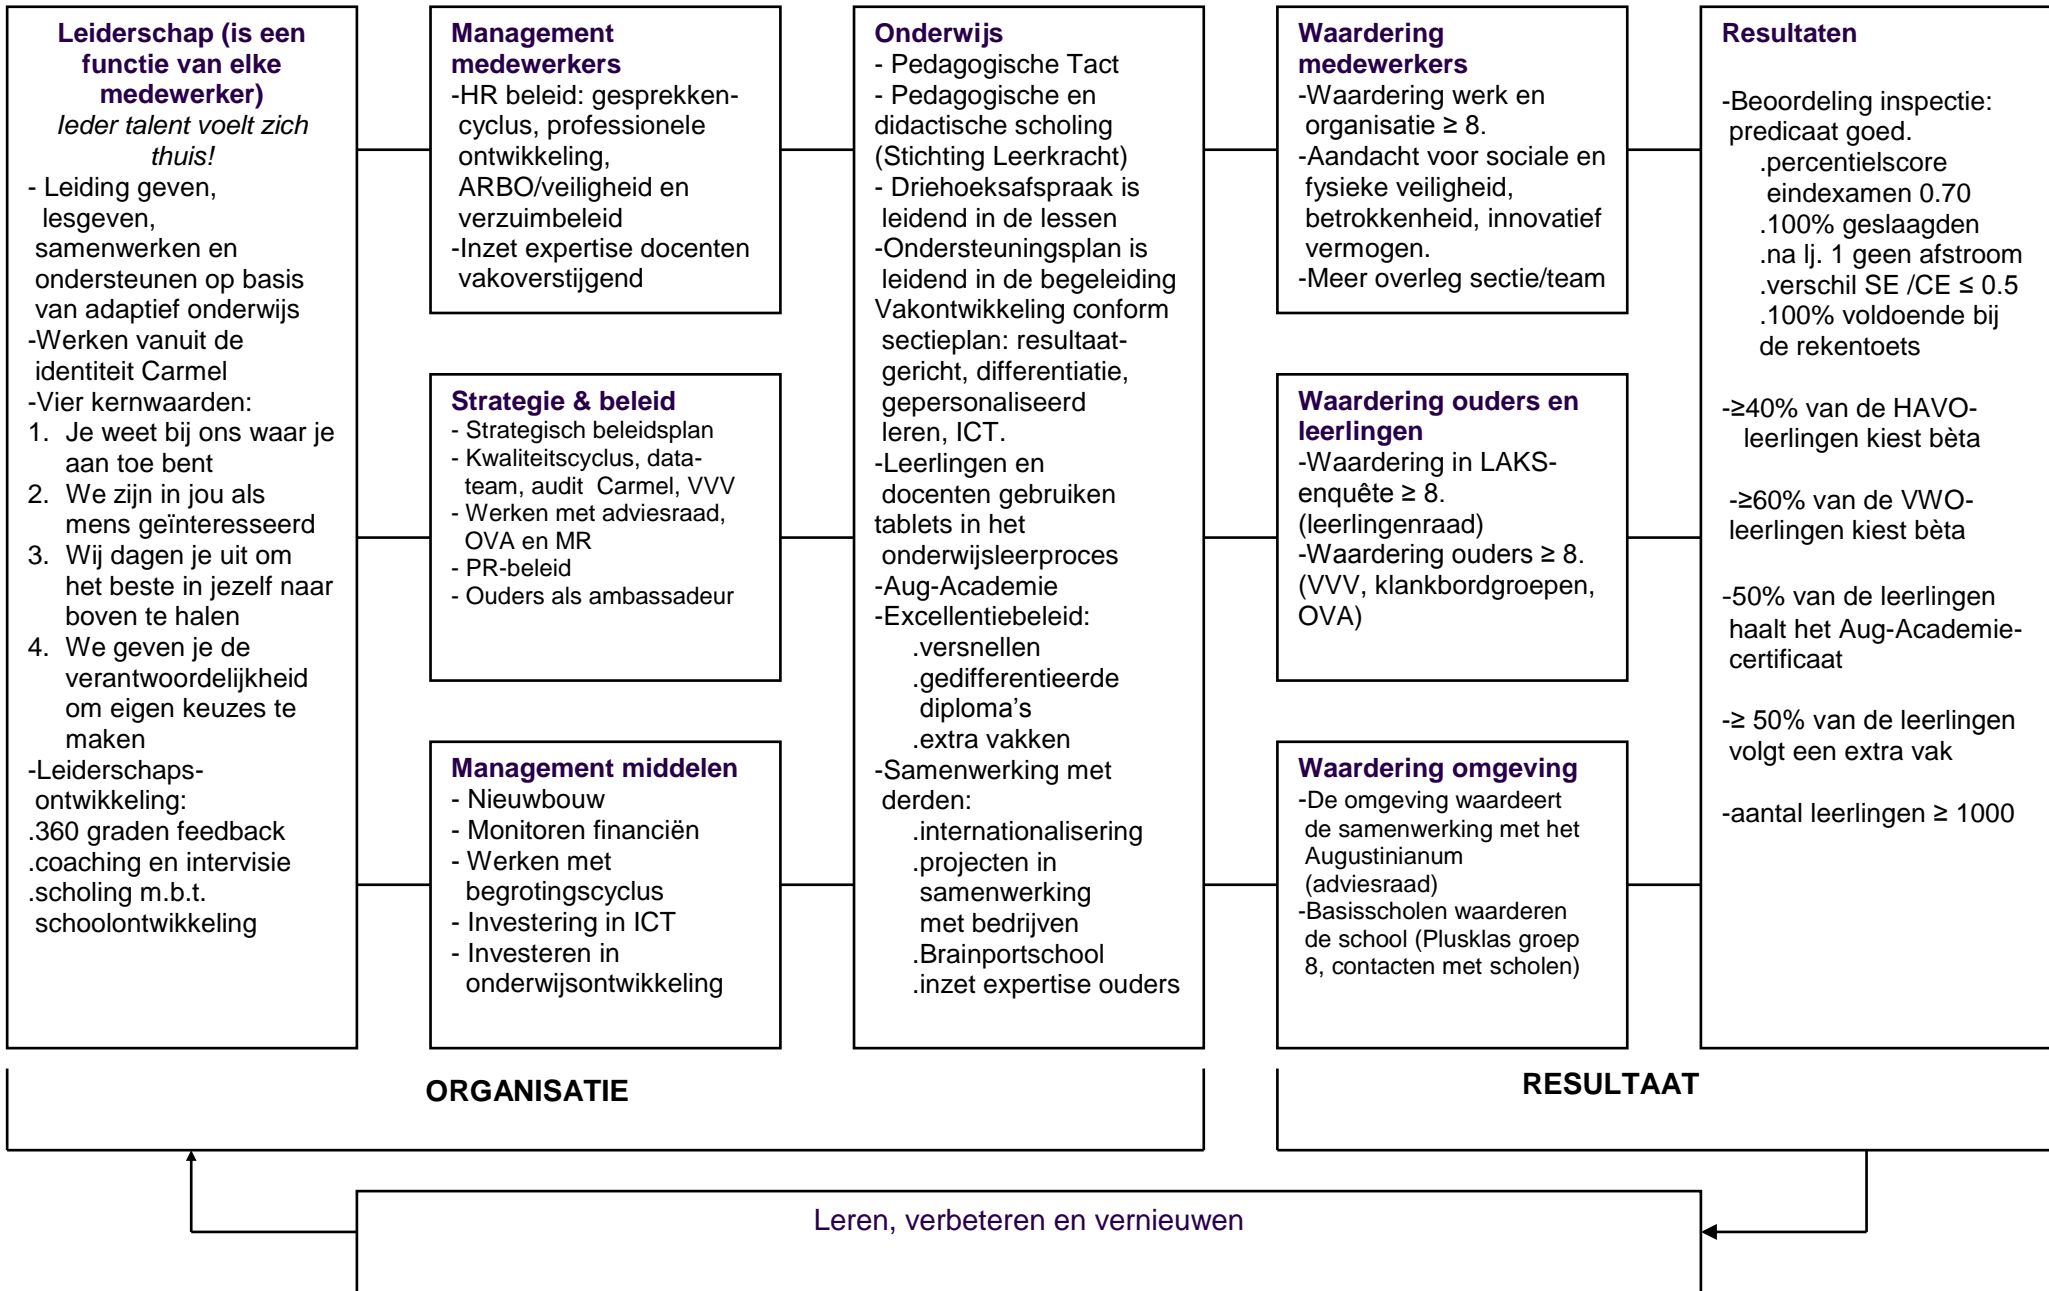 Leiderschap (is een
functie van elke
medewerker)
Ieder talent voelt zich
thuis!
- Leiding geven,
lesgeven,
samenwerken en
ondersteunen op basis
van adaptief onderwijs
-Werken vanuit de
identiteit Carmel
-Vier kernwaarden:
1. Je weet bij ons waar je
aan toe bent
2. We zijn in jou als
mens geïnteresseerd
3. Wij dagen je uit om
het beste in jezelf naar
boven te halen
4. We geven je de
verantwoordelijkheid
om eigen keuzes te
maken
-Leiderschaps-
ontwikkeling:
.360 graden feedback
.coaching en intervisie
.scholing m.b.t.
schoolontwikkeling
Management
medewerkers
-HR beleid: gesprekken-
cyclus, professionele
ontwikkeling,
ARBO/veiligheid en
verzuimbeleid
-Inzet expertise docenten
vakoverstijgend
Strategie & beleid
- Strategisch beleidsplan
- Kwaliteitscyclus, data-
team, audit Carmel, VVV
- Werken met adviesraad,
OVA en MR
- PR-beleid
- Ouders als ambassadeur
Management middelen
- Nieuwbouw
- Monitoren financiën
- Werken met
begrotingscyclus
- Investering in ICT
- Investeren in
onderwijsontwikkeling
Onderwijs
- Pedagogische Tact
- Pedagogische en
didactische scholing
(Stichting Leerkracht)
- Driehoeksafspraak is
leidend in de lessen
-Ondersteuningsplan is
leidend in de begeleiding
Vakontwikkeling conform
sectieplan: resultaat-
gericht, differentiatie,
gepersonaliseerd
leren, ICT.
-Leerlingen en
docenten gebruiken
tablets in het
onderwijsleerproces
-Aug-Academie
-Excellentiebeleid:
.versnellen
.gedifferentieerde
diploma's
.extra vakken
-Samenwerking met
derden:
.internationalisering
.projecten in
samenwerking
met bedrijven
.Brainportschool
.inzet expertise ouders
Waardering
medewerkers
-Waardering werk en
organisatie ≥ 8.
-Aandacht voor sociale en
fysieke veiligheid,
betrokkenheid, innovatief
vermogen.
-Meer overleg sectie/team
Waardering ouders en
leerlingen
-Waardering in LAKS-
enquête ≥ 8.
(leerlingenraad)
-Waardering ouders ≥ 8.
(VVV, klankbordgroepen,
OVA)
Waardering omgeving
-De omgeving waardeert
de samenwerking met het
Augustinianum
(adviesraad)
-Basisscholen waarderen
de school (Plusklas groep
8, contacten met scholen)
Resultaten
-Beoordeling inspectie:
predicaat goed.
.percentielscore
eindexamen 0.70
.100% geslaagden
.na lj. 1 geen afstroom
.verschil SE /CE ≤ 0.5
.100% voldoende bij
de rekentoets
-≥40% van de HAVO-
leerlingen kiest bèta
-≥60% van de VWO-
leerlingen kiest bèta
-50% van de leerlingen
haalt het Aug-Academie-
certificaat
-≥ 50% van de leerlingen
volgt een extra vak
-aantal leerlingen ≥ 1000
ORGANISATIE
RESULTAAT
Leren, verbeteren en vernieuwen